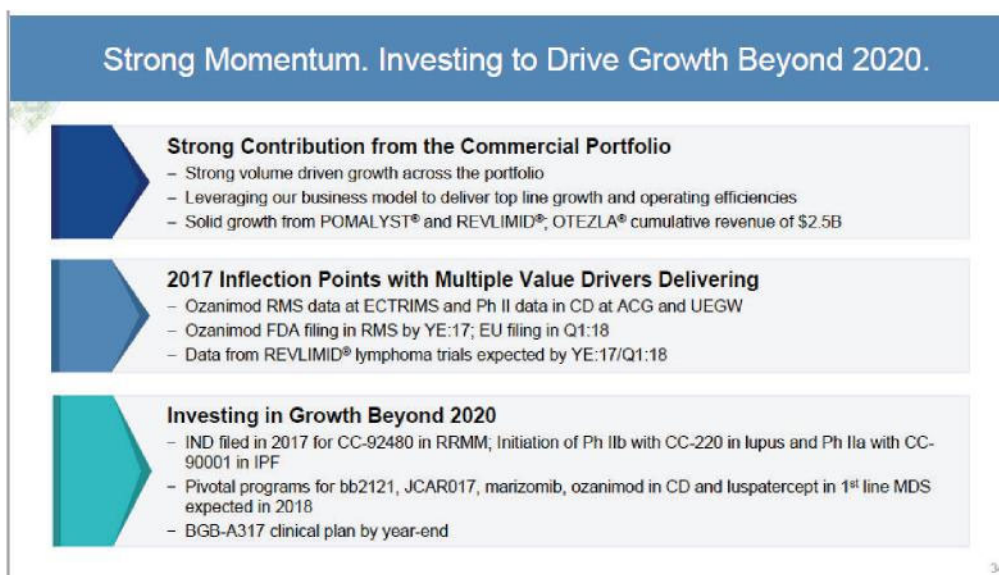 Strong Momentum. Investing to Drive Growth Beyond 2020.
Strong Contribution from the Commercial Portfolio
– Strong volume driven growth across the portfolio
– Leveraging our business model to deliver top line growth and operating efficiencies
– Solid growth from POMALYST® and REVLIMID®; OTEZLA® cumulative revenue of $2.5B
2017 Inflection Points with Multiple Value Drivers Delivering
– Ozanimod RMS data at ECTRIMS and Ph II data in CD at ACG and UEGW
– Ozanimod FDA filing in RMS by YE:17; EU filing in Q1:18
– Data from REVLIMID® lymphoma trials expected by YE:17/Q1:18
Investing in Growth Beyond 2020
– IND filed in 2017 for CC-92480 in RRMM; Initiation of Ph IIb with CC-220 in lupus and Ph IIa with CC-
90001 in IPF
– Pivotal programs for bb2121, JCAR017, marizomib, ozanimod in CD and luspatercept in 1st line MDS
expected in 2018
– BGB-A317 clinical plan by year-end